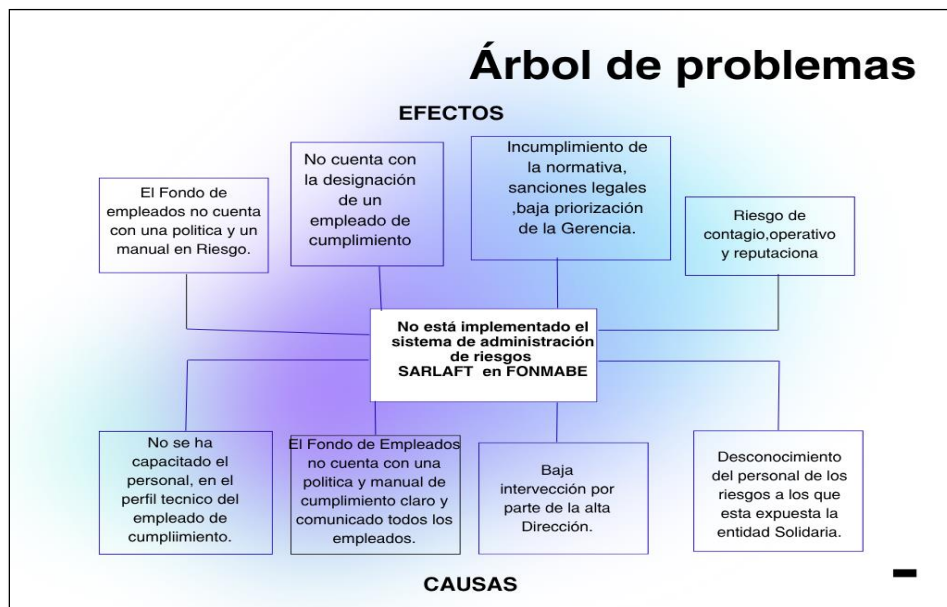 Árbol de problemas
EFECTOS
El Fondo de
empleados no cuenta
con una politica y un
manual en Riesgo.
No cuenta con
la designación
de un
empleado de
cumplimiento
Incumplimiento de
la normativa,
sanciones legales
,baja priorización
de la Gerencia.
Riesgo de
contagio,operativo
y reputaciona
No está implementado el
sistema de administración
de riesgos
SARLAFT en FONMABE
No se ha
capacitado el
personal, en el
perfil tecnico del
empleado de
cumpliimiento.
El Fondo de Empleados
no cuenta con una
politica y manual de
cumplimiento claro y
comunicado todos los
empleados.
Baja
intervección por
parte de la alta
Dirección.
Desconocimiento
del personal de los
riesgos a los que
esta expuesta la
entidad Solidaria.
CAUSAS